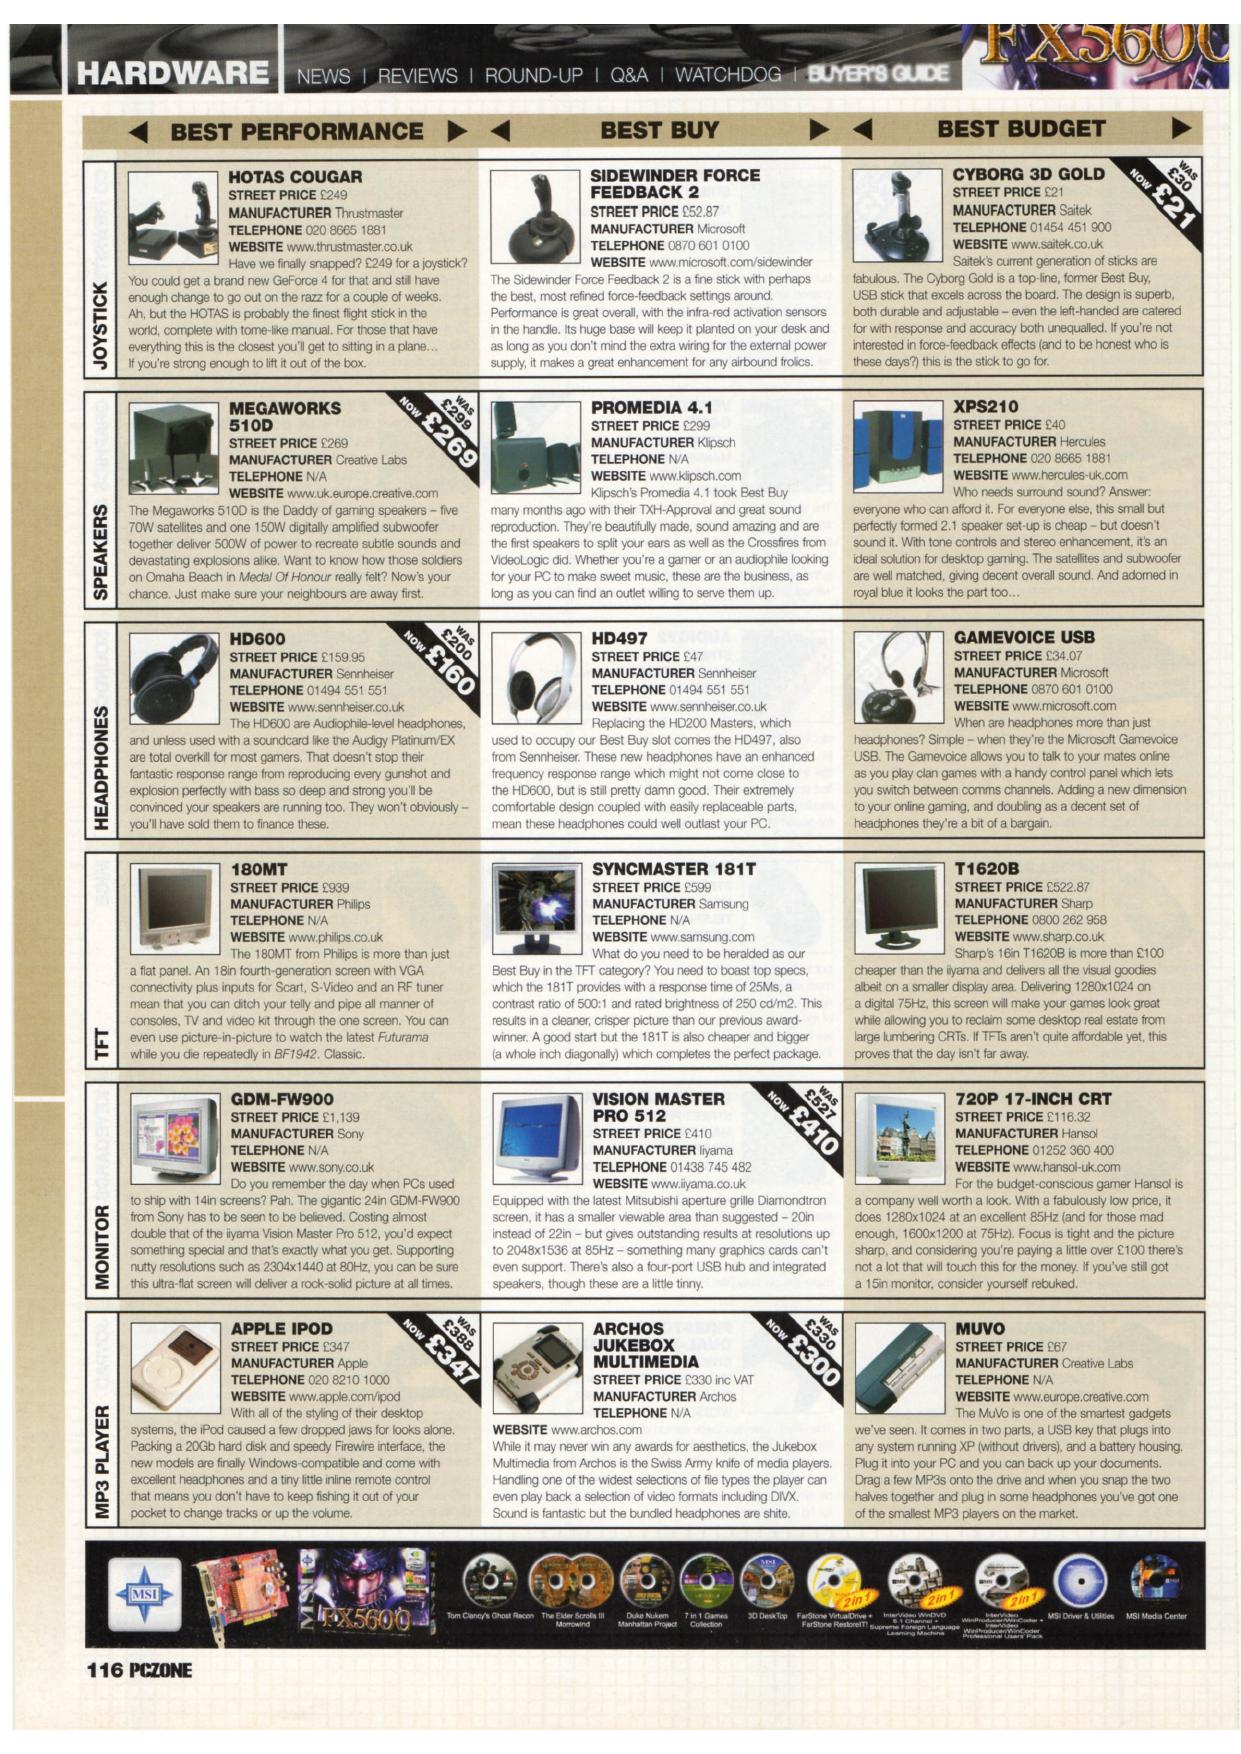 FX5600
HARDWARE
NEWS | REVIEWS | ROUND-UP | Q&A | WATCHDOG | BUYER'S GUIDE
BEST PERFORMANCE
BEST BUY
BEST BUDGET
JOYSTICK
HOTAS COUGAR
STREET PRICE £249
MANUFACTURER Thrustmaster
TELEPHONE 020 8665 1881
WEBSITE www.thrustmaster.co.uk
Have we finally snapped? £249 for a joystick?
You could get a brand new GeForce 4 for that and still have
enough change to go out on the razz for a couple of weeks.
Ah, but the HOTAS is probably the finest flight stick in the
world, complete with tome-like manual. For those that have
everything this is the closest you'll get to sitting in a plane...
If you're strong enough to lift it out of the box.
SIDEWINDER FORCE
FEEDBACK 2
STREET PRICE £52.87
MANUFACTURER Microsoft
TELEPHONE 0870 601 0100
WEBSITE www.microsoft.com/sidewinder
The Sidewinder Force Feedback 2 is a fine stick with perhaps
the best, most refined force-feedback settings around.
Performance is great overall, with the infra-red activation sensors
in the handle. Its huge base will keep it planted on your desk and
as long as you don't mind the extra wiring for the external power
supply, it makes a great enhancement for any airbound frolics.
CYBORG 3D GOLD
STREET PRICE £21
MANUFACTURER Saitek
TELEPHONE 01454 451 900
WEBSITE www.saitek.co.uk
WAS
£30
NOW £21
Saitek's current generation of sticks are
fabulous. The Cyborg Gold is a top-line, former Best Buy,
USB stick that excels across the board. The design is superb,
both durable and adjustable – even the left-handed are catered
for with response and accuracy both unequalled. If you're not
interested in force-feedback effects (and to be honest who is
these days?) this is the stick to go for.
SPEAKERS
MEGAWORKS
510D
STREET PRICE £269
MANUFACTURER Creative Labs
TELEPHONE N/A
WEBSITE www.uk.europe.creative.com
WAS
£299
NOW £269
The Megaworks 510D is the Daddy of gaming speakers – five
70W satellites and one 150W digitally amplified subwoofer
together deliver 500W of power to recreate subtle sounds and
devastating explosions alike. Want to know how those soldiers
on Omaha Beach in Medal Of Honour really felt? Now's your
chance. Just make sure your neighbours are away first.
PROMEDIA 4.1
STREET PRICE £299
MANUFACTURER Klipsch
TELEPHONE N/A
WEBSITE www.klipsch.com
Klipsch's Promedia 4.1 took Best Buy
many months ago with their TXH-Approval and great sound
reproduction. They're beautifully made, sound amazing and are
the first speakers to split your ears as well as the Crossfires from
VideoLogic did. Whether you're a gamer or an audiophile looking
for your PC to make sweet music, these are the business, as
long as you can find an outlet willing to serve them up.
XPS210
STREET PRICE £40
MANUFACTURER Hercules
TELEPHONE 020 8665 1881
WEBSITE www.hercules-uk.com
Who needs surround sound? Answer:
everyone who can afford it. For everyone else, this small but
perfectly formed 2.1 speaker set-up is cheap – but doesn't
sound it. With tone controls and stereo enhancement, it's an
ideal solution for desktop gaming. The satellites and subwoofer
are well matched, giving decent overall sound. And adorned in
royal blue it looks the part too...
HEADPHONES
HD600
STREET PRICE £159.95
MANUFACTURER Sennheiser
TELEPHONE 01494 551 551
WEBSITE www.sennheiser.co.uk
WAS
£200
NOW £160
The HD600 are Audiophile-level headphones,
and unless used with a soundcard like the Audigy Platinum/EX
are total overkill for most gamers. That doesn't stop their
fantastic response range from reproducing every gunshot and
explosion perfectly with bass so deep and strong you'll be
convinced your speakers are running too. They won't obviously –
you'll have sold them to finance these.
HD497
STREET PRICE £47
MANUFACTURER Sennheiser
TELEPHONE 01494 551 551
WEBSITE www.sennheiser.co.uk
Replacing the HD200 Masters, which
used to occupy our Best Buy slot comes the HD497, also
from Sennheiser. These new headphones have an enhanced
frequency response range which might not come close to
the HD600, but is still pretty damn good. Their extremely
comfortable design coupled with easily replaceable parts,
mean these headphones could well outlast your PC.
GAMEVOICE USB
STREET PRICE £34.07
MANUFACTURER Microsoft
TELEPHONE 0870 601 0100
WEBSITE www.microsoft.com
When are headphones more than just
headphones? Simple – when they're the Microsoft Gamevoice
USB. The Gamevoice allows you to talk to your mates online
as you play clan games with a handy control panel which lets
you switch between comms channels. Adding a new dimension
to your online gaming, and doubling as a decent set of
headphones they're a bit of a bargain.
TFT
180MT
STREET PRICE £939
MANUFACTURER Philips
TELEPHONE N/A
WEBSITE www.philips.co.uk
The 180MT from Philips is more than just
a flat panel. An 18in fourth-generation screen with VGA
connectivity plus inputs for Scart, S-Video and an RF tuner
mean that you can ditch your telly and pipe all manner of
consoles, TV and video kit through the one screen. You can
even use picture-in-picture to watch the latest Futurama
while you die repeatedly in BF1942. Classic.
SYNCMASTER 181T
STREET PRICE £599
MANUFACTURER Samsung
TELEPHONE N/A
WEBSITE www.samsung.com
What do you need to be heralded as our
Best Buy in the TFT category? You need to boast top specs,
which the 181T provides with a response time of 25Ms, a
contrast ratio of 500:1 and rated brightness of 250 cd/m2. This
results in a cleaner, crisper picture than our previous award-
winner. A good start but the 181T is also cheaper and bigger
(a whole inch diagonally) which completes the perfect package.
T1620B
STREET PRICE £522.87
MANUFACTURER Sharp
TELEPHONE 0800 262 958
WEBSITE www.sharp.co.uk
Sharp's 16in T1620B is more than £100
cheaper than the iiyama and delivers all the visual goodies
albeit on a smaller display area. Delivering 1280x1024 on
a digital 75Hz, this screen will make your games look great
while allowing you to reclaim some desktop real estate from
large lumbering CRTs. If TFTs aren't quite affordable yet, this
proves that the day isn't far away.
MONITOR
GDM-FW900
STREET PRICE £1,139
MANUFACTURER Sony
TELEPHONE N/A
WEBSITE www.sony.co.uk
Do you remember the day when PCs used
to ship with 14in screens? Pah. The gigantic 24in GDM-FW900
from Sony has to be seen to be believed. Costing almost
double that of the iiyama Vision Master Pro 512, you'd expect
something special and that's exactly what you get. Supporting
nutty resolutions such as 2304x1440 at 80Hz, you can be sure
this ultra-flat screen will deliver a rock-solid picture at all times.
VISION MASTER
PRO 512
STREET PRICE £410
MANUFACTURER Iiyama
TELEPHONE 01438 745 482
WEBSITE www.iiyama.co.uk
WAS
£527
NOW £410
Equipped with the latest Mitsubishi aperture grille Diamondtron
screen, it has a smaller viewable area than suggested – 20in
instead of 22in – but gives outstanding results at resolutions up
to 2048x1536 at 85Hz – something many graphics cards can't
even support. There's also a four-port USB hub and integrated
speakers, though these are a little tinny.
720P 17-INCH CRT
STREET PRICE £116.32
MANUFACTURER Hansol
TELEPHONE 01252 360 400
WEBSITE www.hansol-uk.com
For the budget-conscious gamer Hansol is
a company well worth a look. With a fabulously low price, it
does 1280x1024 at an excellent 85Hz (and for those mad
enough, 1600x1200 at 75Hz). Focus is tight and the picture
sharp, and considering you're paying a little over £100 there's
not a lot that will touch this for the money. If you've still got
a 15in monitor, consider yourself rebuked.
MP3 PLAYER
APPLE IPOD
STREET PRICE £347
MANUFACTURER Apple
TELEPHONE 020 8210 1000
WEBSITE www.apple.com/ipod
WAS
£388
NOW £347
With all of the styling of their desktop
systems, the iPod caused a few dropped jaws for looks alone.
Packing a 20Gb hard disk and speedy Firewire interface, the
new models are finally Windows-compatible and come with
excellent headphones and a tiny little inline remote control
that means you don't have to keep fishing it out of your
pocket to change tracks or up the volume.
ARCHOS
JUKEBOX
MULTIMEDIA
STREET PRICE £330 inc VAT
MANUFACTURER Archos
TELEPHONE N/A
WAS
£330
NOW £300
WEBSITE www.archos.com
While it may never win any awards for aesthetics, the Jukebox
Multimedia from Archos is the Swiss Army knife of media players.
Handling one of the widest selections of file types the player can
even play back a selection of video formats including DIVX.
Sound is fantastic but the bundled headphones are shite.
MUVO
STREET PRICE £67
MANUFACTURER Creative Labs
TELEPHONE N/A
WEBSITE www.europe.creative.com
The MuVo is one of the smartest gadgets
we've seen. It comes in two parts, a USB key that plugs into
any system running XP (without drivers), and a battery housing.
Plug it into your PC and you can back up your documents.
Drag a few MP3s onto the drive and when you snap the two
halves together and plug in some headphones you've got one
of the smallest MP3 players on the market.
MSI
MSI
FX5600
Tom Clancy's Ghost Recon
The Elder Scrolls III
Morrowind
Duke Nukem
Manhattan Project
7 in 1 Games
Collection
3D DeskTop
FarStone VirtualDrive +
FarStone RestoreIT!
2in1
InterVideo WinDVD
5.1 Channel +
Supreme Foreign Language
Learning Machine
2in1
InterVideo
WinProducer/WinCoder +
InterVideo
WinProducer/WinCoder
Professional Users' Pack
2in1
MSI Driver & Utilities
MSI Media Center
116 PCZONE